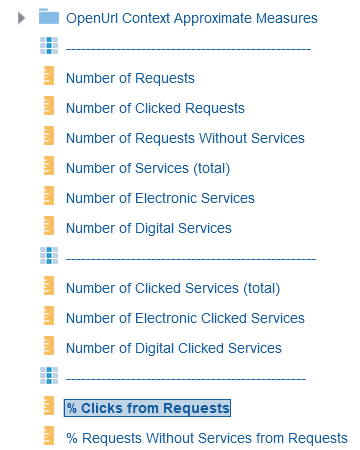 OpenUrl Context Approximate Measures
-------------------------------------------------
Number of Requests
Number of Clicked Requests
Number of Requests Without Services
Number of Services (total)
Number of Electronic Services
Number of Digital Services
--------------------------------------------------
Number of Clicked Services (total)
Number of Electronic Clicked Services
Number of Digital Clicked Services
------------------------------------------------
% Clicks from Requests
% Requests Without Services from Requests